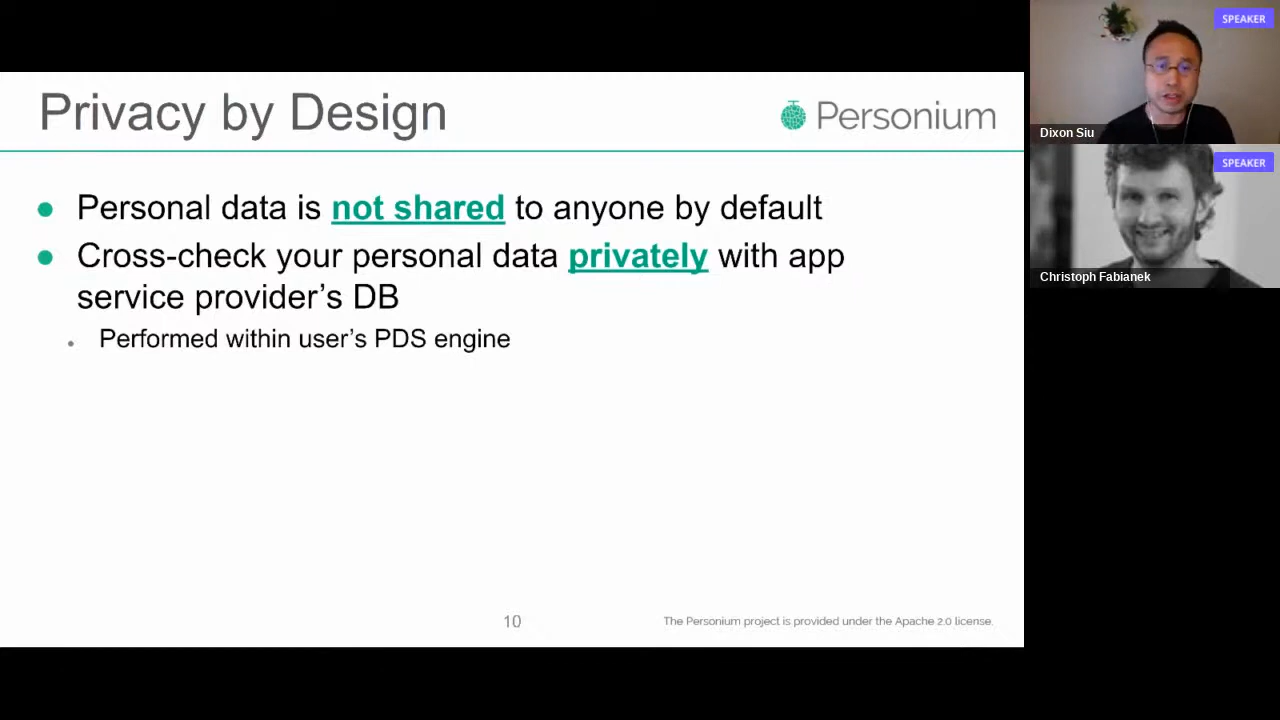 Privacy by Design
Personium
Personal data is not shared to anyone by default
Cross-check your personal data privately with app
service provider's DB
Performed within user's PDS engine
10
The Personium project is provided under the Apache 2.0 license.
SPEAKER
Dixon Siu
SPEAKER
Christoph Fabianek